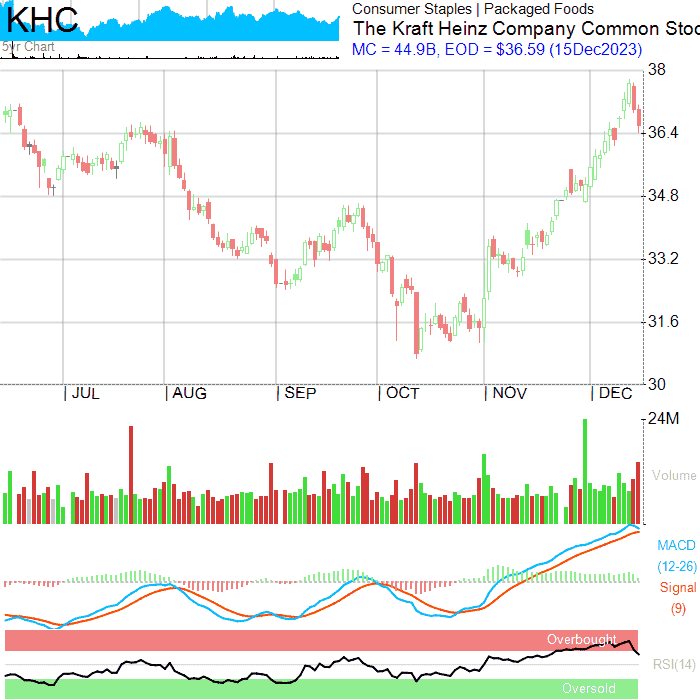 KHC
5yr Chart
Consumer Staples | Packaged Foods
The Kraft Heinz Company Common Stoc
MC = 44.9B, EOD = $36.59 (15Dec2023)
38
36.4
34.8
33.2
31.6
30
JUL AUG SEP OCT NOV DEC
24M
Volume
MACD
(12-26)
Signal
(9)
Overbought
RSI(14)
Oversold